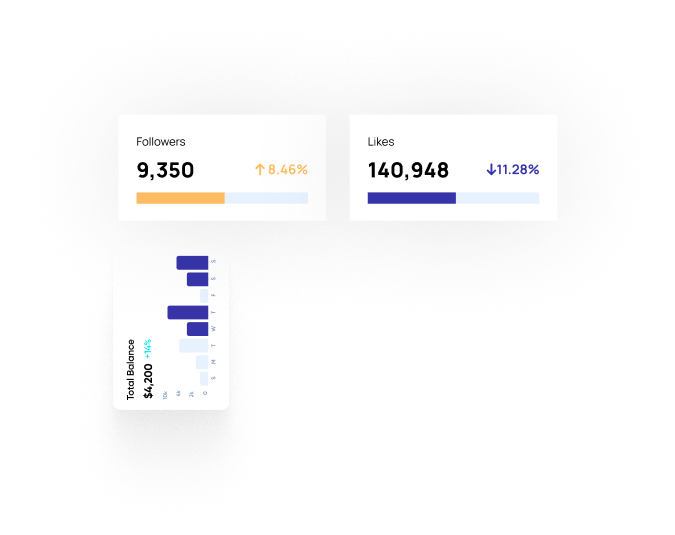 Followers
9,350
↑8.46%
Likes
140,948
↓11.28%
Total Balance
$4,200 +14%
10k
6k
2k
0
S
M
T
W
T
F
S
S